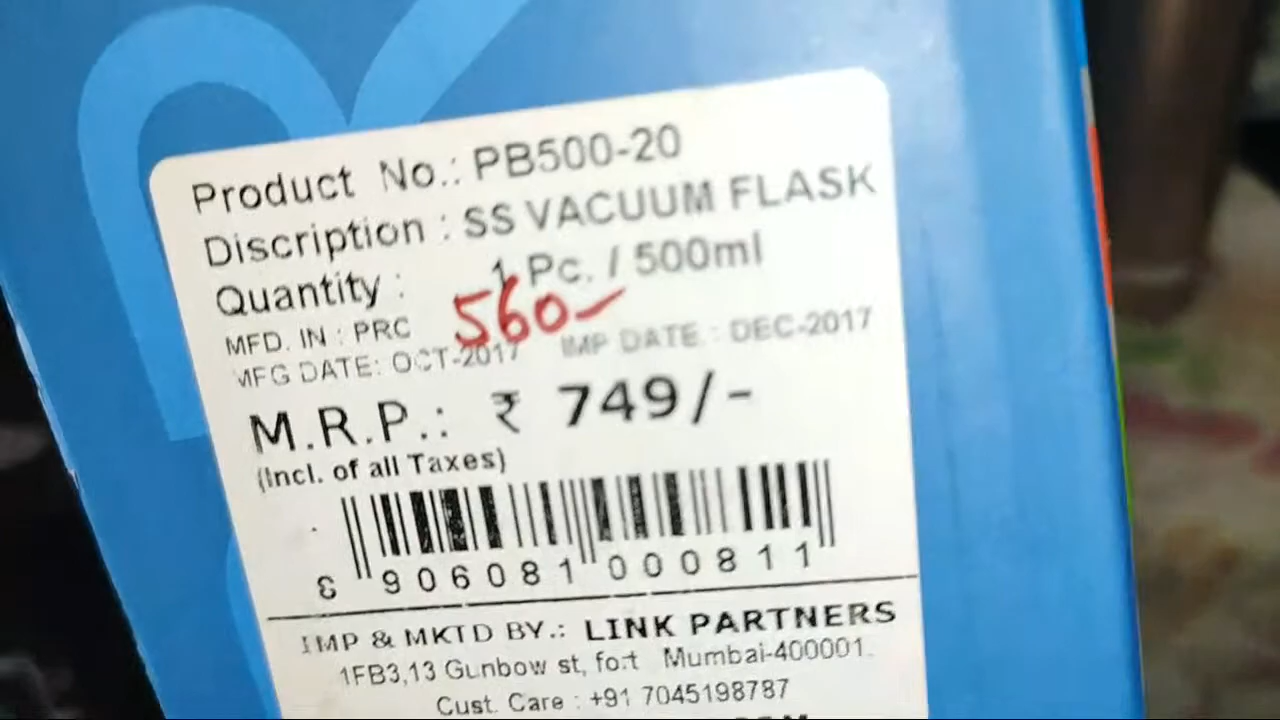 Product No.: PB500-20
Discription : SS VACUUM FLASK
Quantity : 1 Pc. / 500ml
560-
MFD. IN : PRC
MFG DATE: OCT-2017 IMP DATE : DEC-2017
M.R.P.: ₹ 749/-
(Incl. of all Taxes)
8 906081 000811
IMP & MKTD BY.: LINK PARTNERS
1FB3,13 Gunbow st, fort Mumbai-400001.
Cust. Care : +91 7045198787